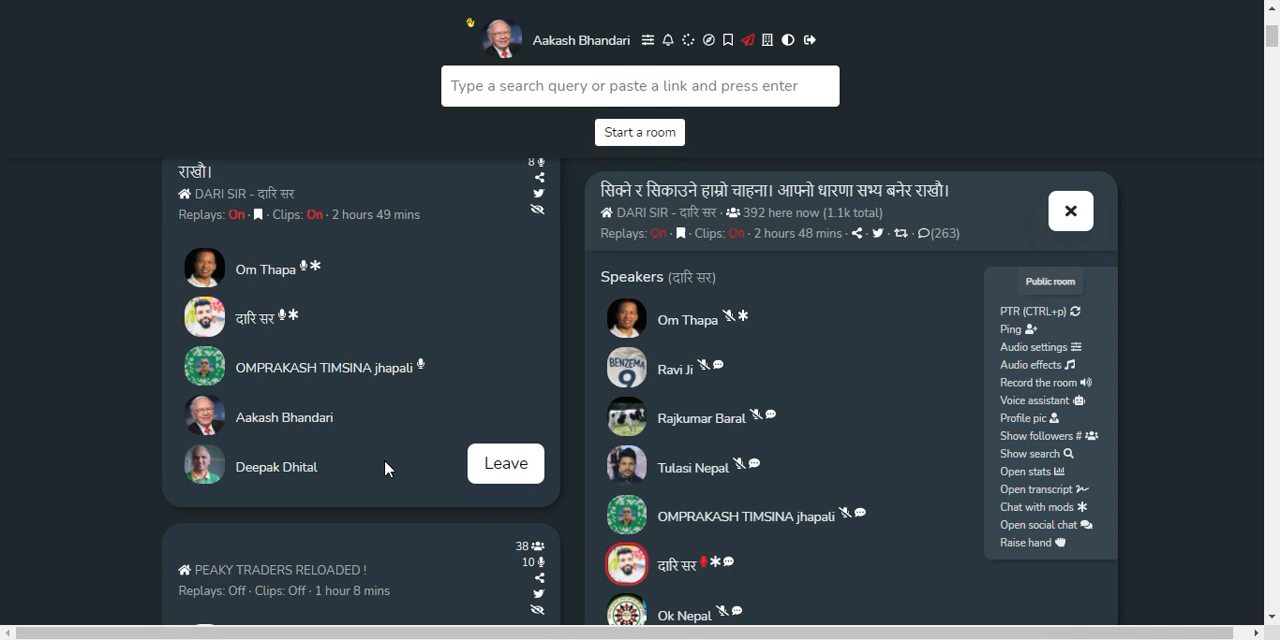 Aakash Bhandari
Type a search query or paste a link and press enter
Start a room
8
राखौ।
DARI SIR - दारि सर
Replays: On · Clips: On · 2 hours 49 mins
Om Thapa
दारि सर
OMPRAKASH TIMSINA jhapali
Aakash Bhandari
Deepak Dhital
Leave
38
10
PEAKY TRADERS RELOADED !
Replays: Off · Clips: Off · 1 hour 8 mins
सिक्ने र सिकाउने हाम्रो चाहना। आफ्नो धारणा सभ्य बनेर राखौ।
DARI SIR - दारि सर · 392 here now (1.1k total)
Replays: On · Clips: On · 2 hours 48 mins · (263)
Speakers (दारि सर)
Om Thapa
BENZEMA
9
Ravi Ji
Rajkumar Baral
Tulasi Nepal
OMPRAKASH TIMSINA jhapali
दारि सर
Ok Nepal
Public room
PTR (CTRL+p)
Ping
Audio settings
Audio effects
Record the room
Voice assistant
Profile pic
Show followers #
Show search
Open stats
Open transcript
Chat with mods
Open social chat
Raise hand